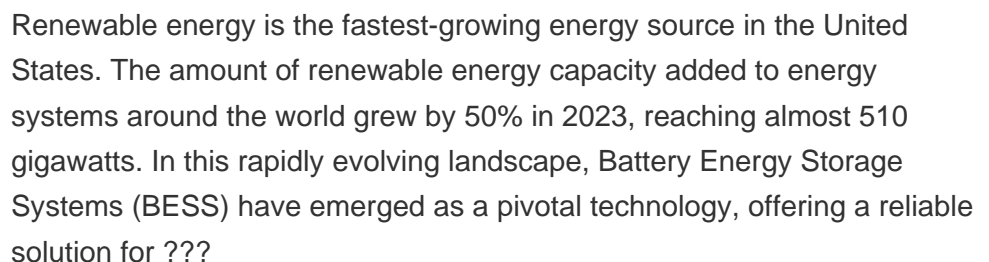 Renewable energy is the fastest-growing energy source in the United
States. The amount of renewable energy capacity added to energy
systems around the world grew by 50% in 2023, reaching almost 510
gigawatts. In this rapidly evolving landscape, Battery Energy Storage
Systems (BESS) have emerged as a pivotal technology, offering a reliable
solution for ???